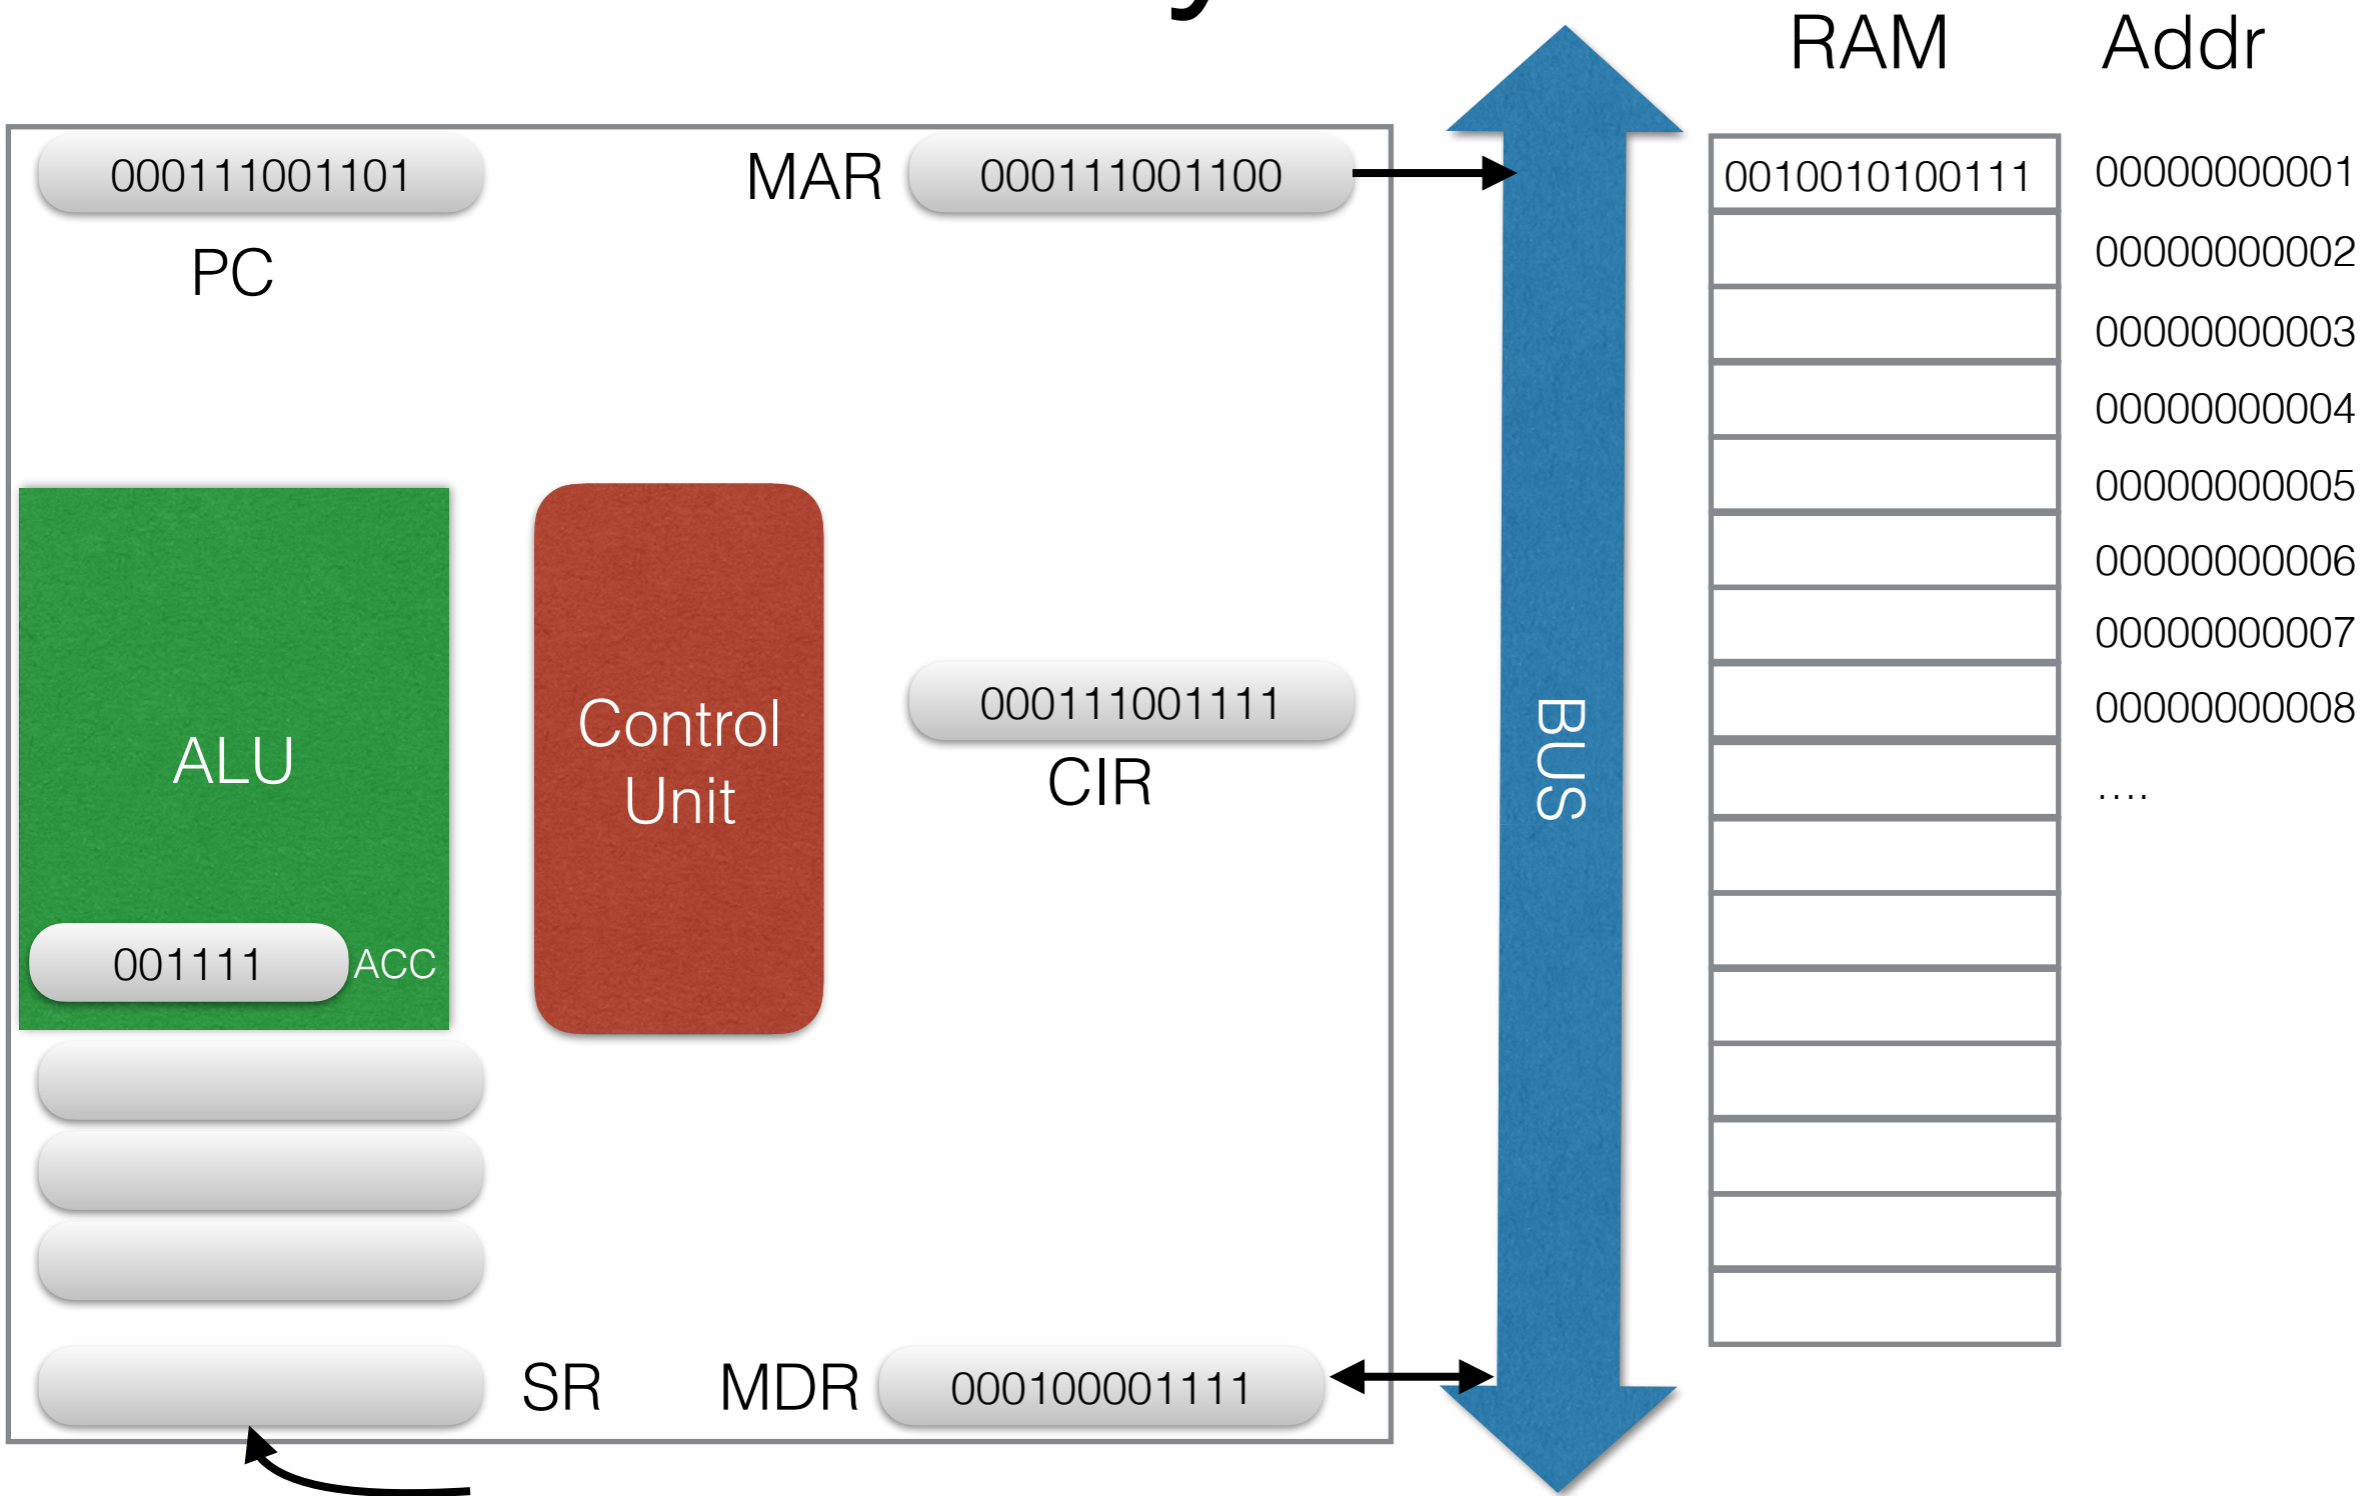 RAM Addr
000111001101 MAR 000111001100 0010010100111 00000000001
PC 00000000002
00000000003
00000000004
00000000005
00000000006
00000000007
Control 000111001111 BUS 00000000008
ALU Unit CIR ....
001111 ACC
SR MDR 000100001111